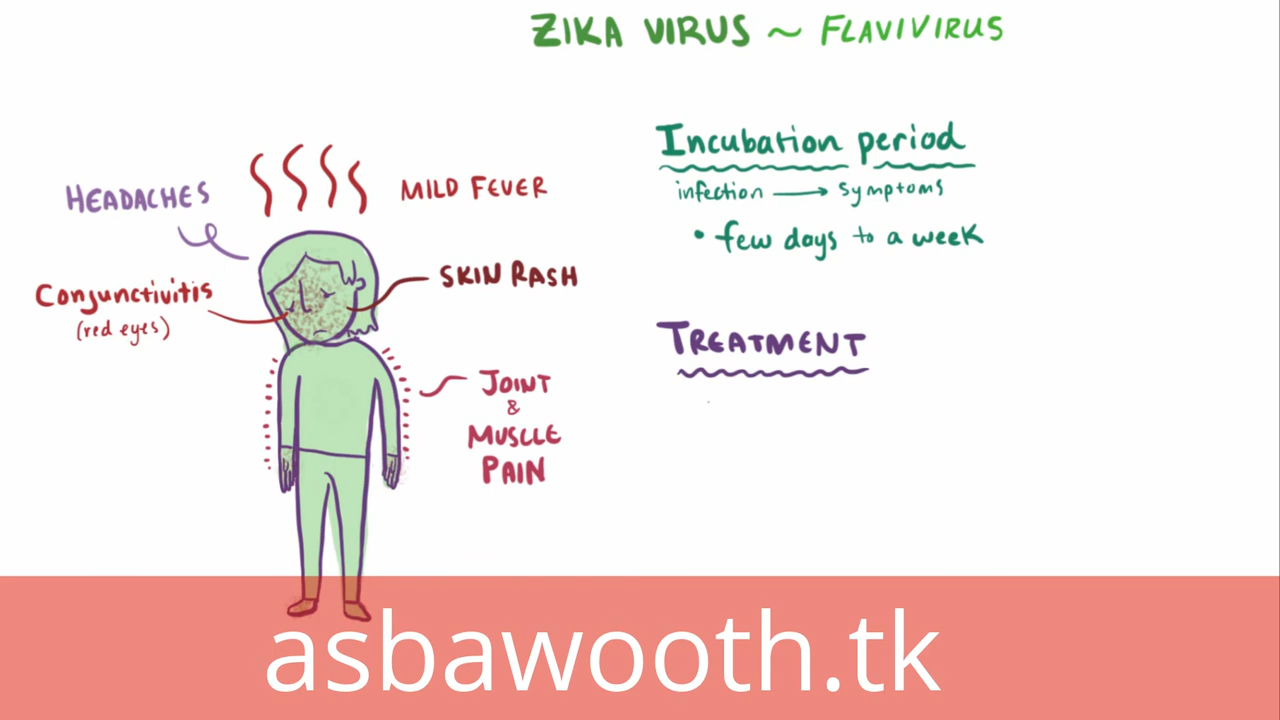 ZIKA VIRUS ~ FLAVIVIRUS
HEADACHES
MILD FEVER
Conjunctivitis
(red eyes)
SKIN RASH
JOINT
&
MUSCLE
PAIN
Incubation period
infection → symptoms
• few days to a week
TREATMENT
asbawooth.tk